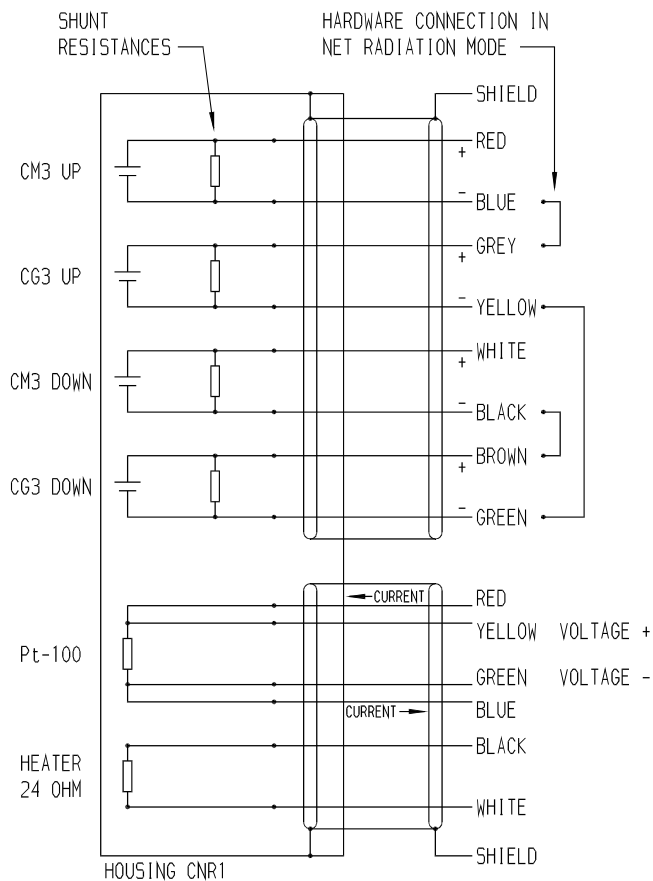 SHUNT
RESISTANCES
HARDWARE CONNECTION IN
NET RADIATION MODE
SHIELD
RED
+
CM3 UP
-
BLUE
GREY
+
CG3 UP
-
YELLOW
WHITE
+
CM3 DOWN
-
BLACK
BROWN
+
CG3 DOWN
-
GREEN
CURRENT
RED
YELLOW VOLTAGE +
Pt-100
GREEN VOLTAGE -
CURRENT
BLUE
BLACK
HEATER
24 OHM
WHITE
SHIELD
HOUSING CNR1